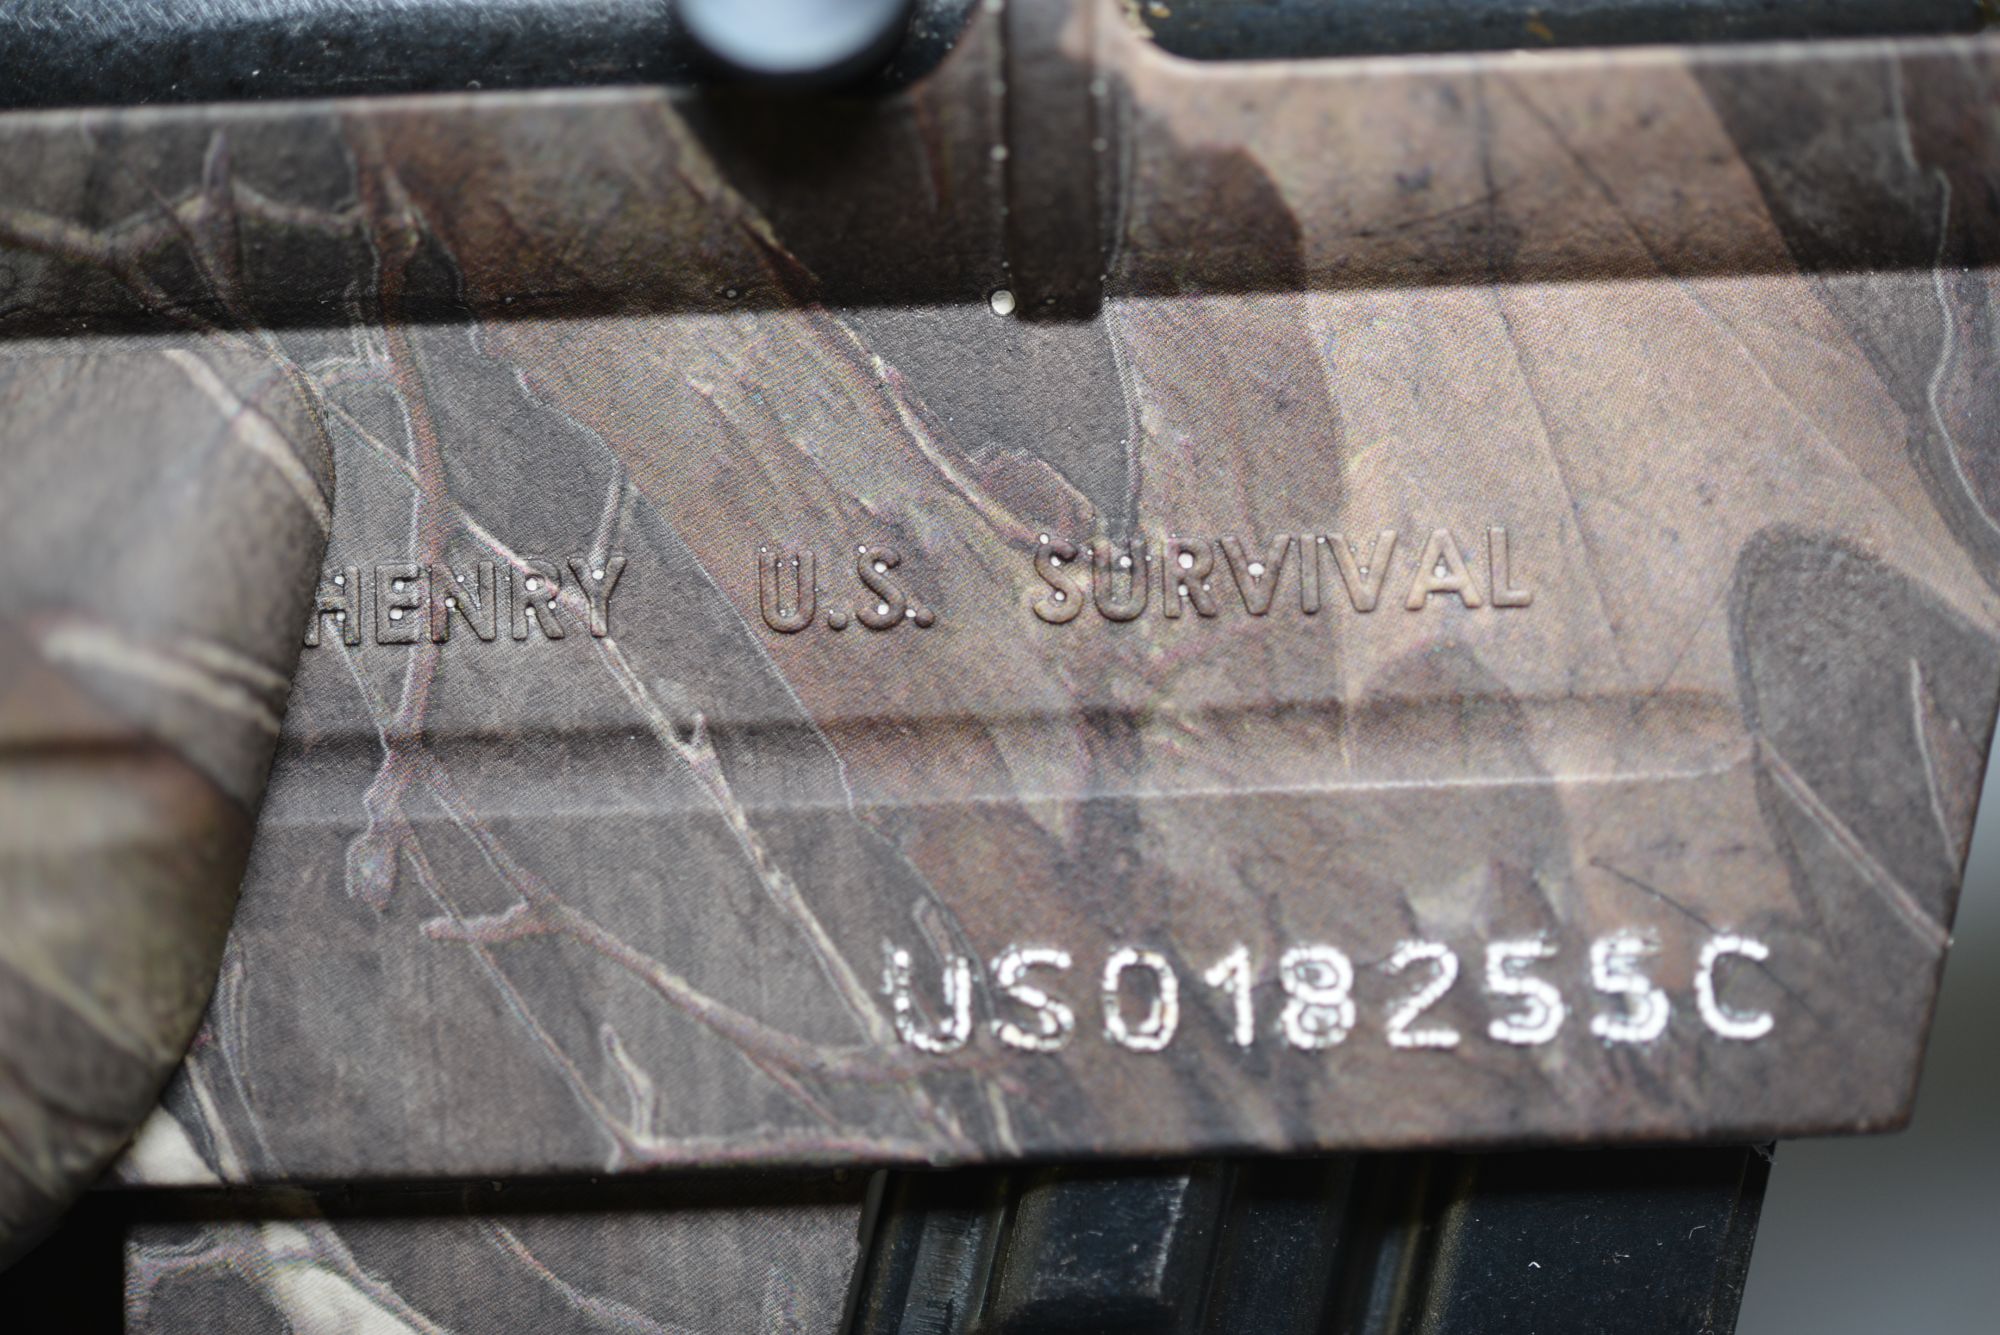 HENRY U.S. SURVIVAL
US018255C